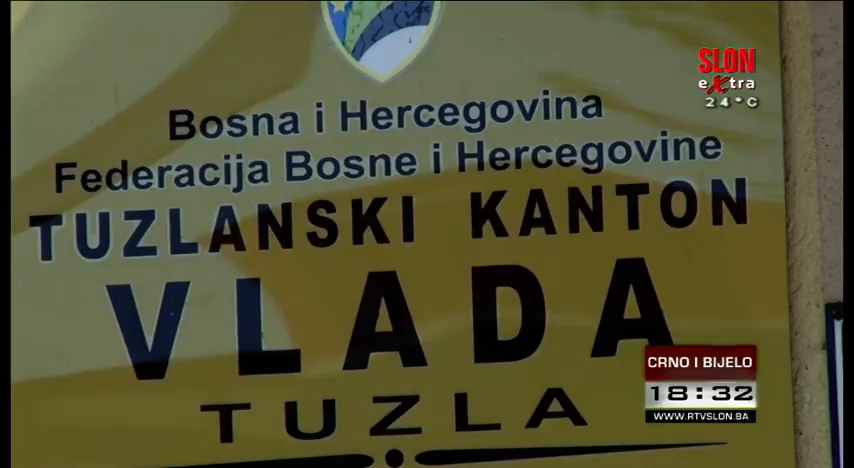 SLON
eXtra
24°C
Bosna i Hercegovina
Federacija Bosne i Hercegovine
TUZLANSKI KANTON
VLADA
TUZLA
CRNO I BIJELO
18:32
WWW.RTVSLON.BA